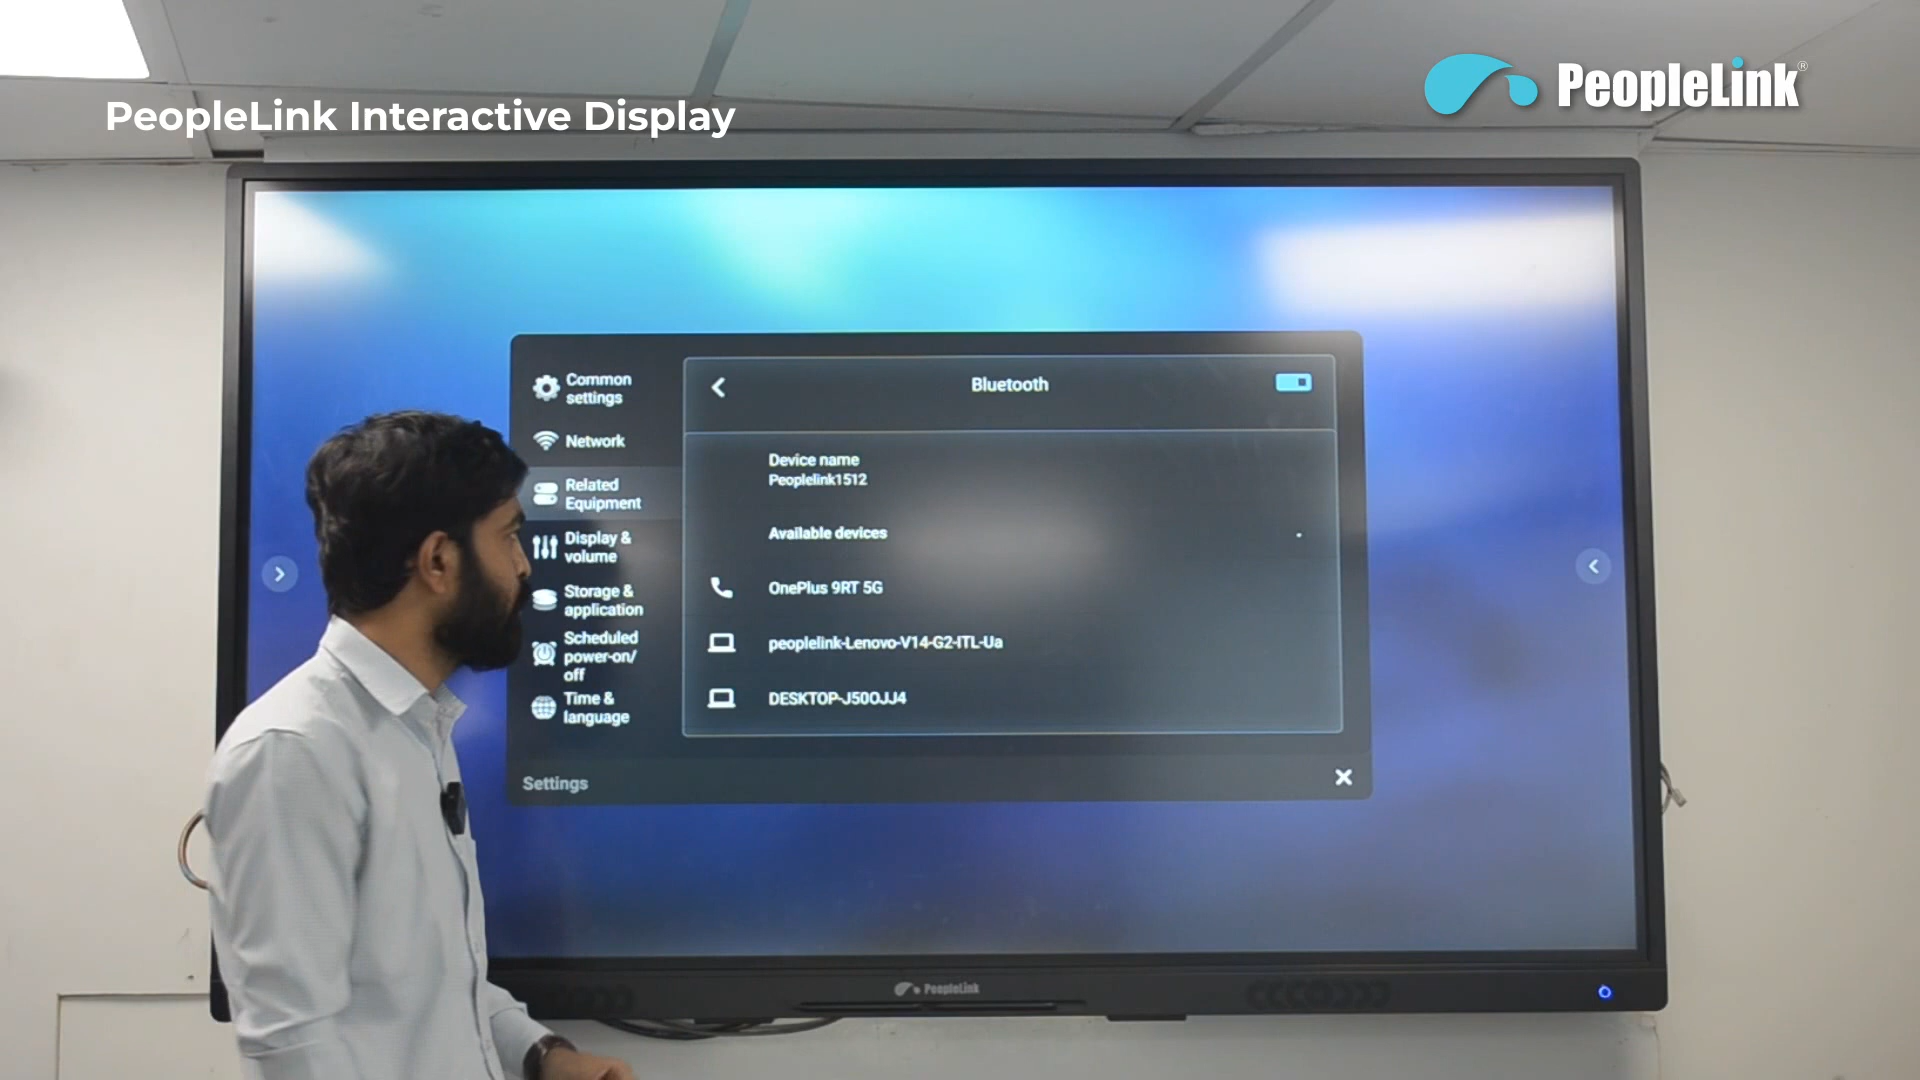 PeopleLink Interactive Display
PeopleLink®
Common
settings
Network
Related
Equipment
Display &
volume
Storage &
application
Scheduled
power-on/
off
Time &
language
Settings
Bluetooth
Device name
Peoplelink1512
Available devices
OnePlus 9RT 5G
peoplelink-Lenovo-V14-G2-ITL-Ua
DESKTOP-J50OJJ4
PeopleLink